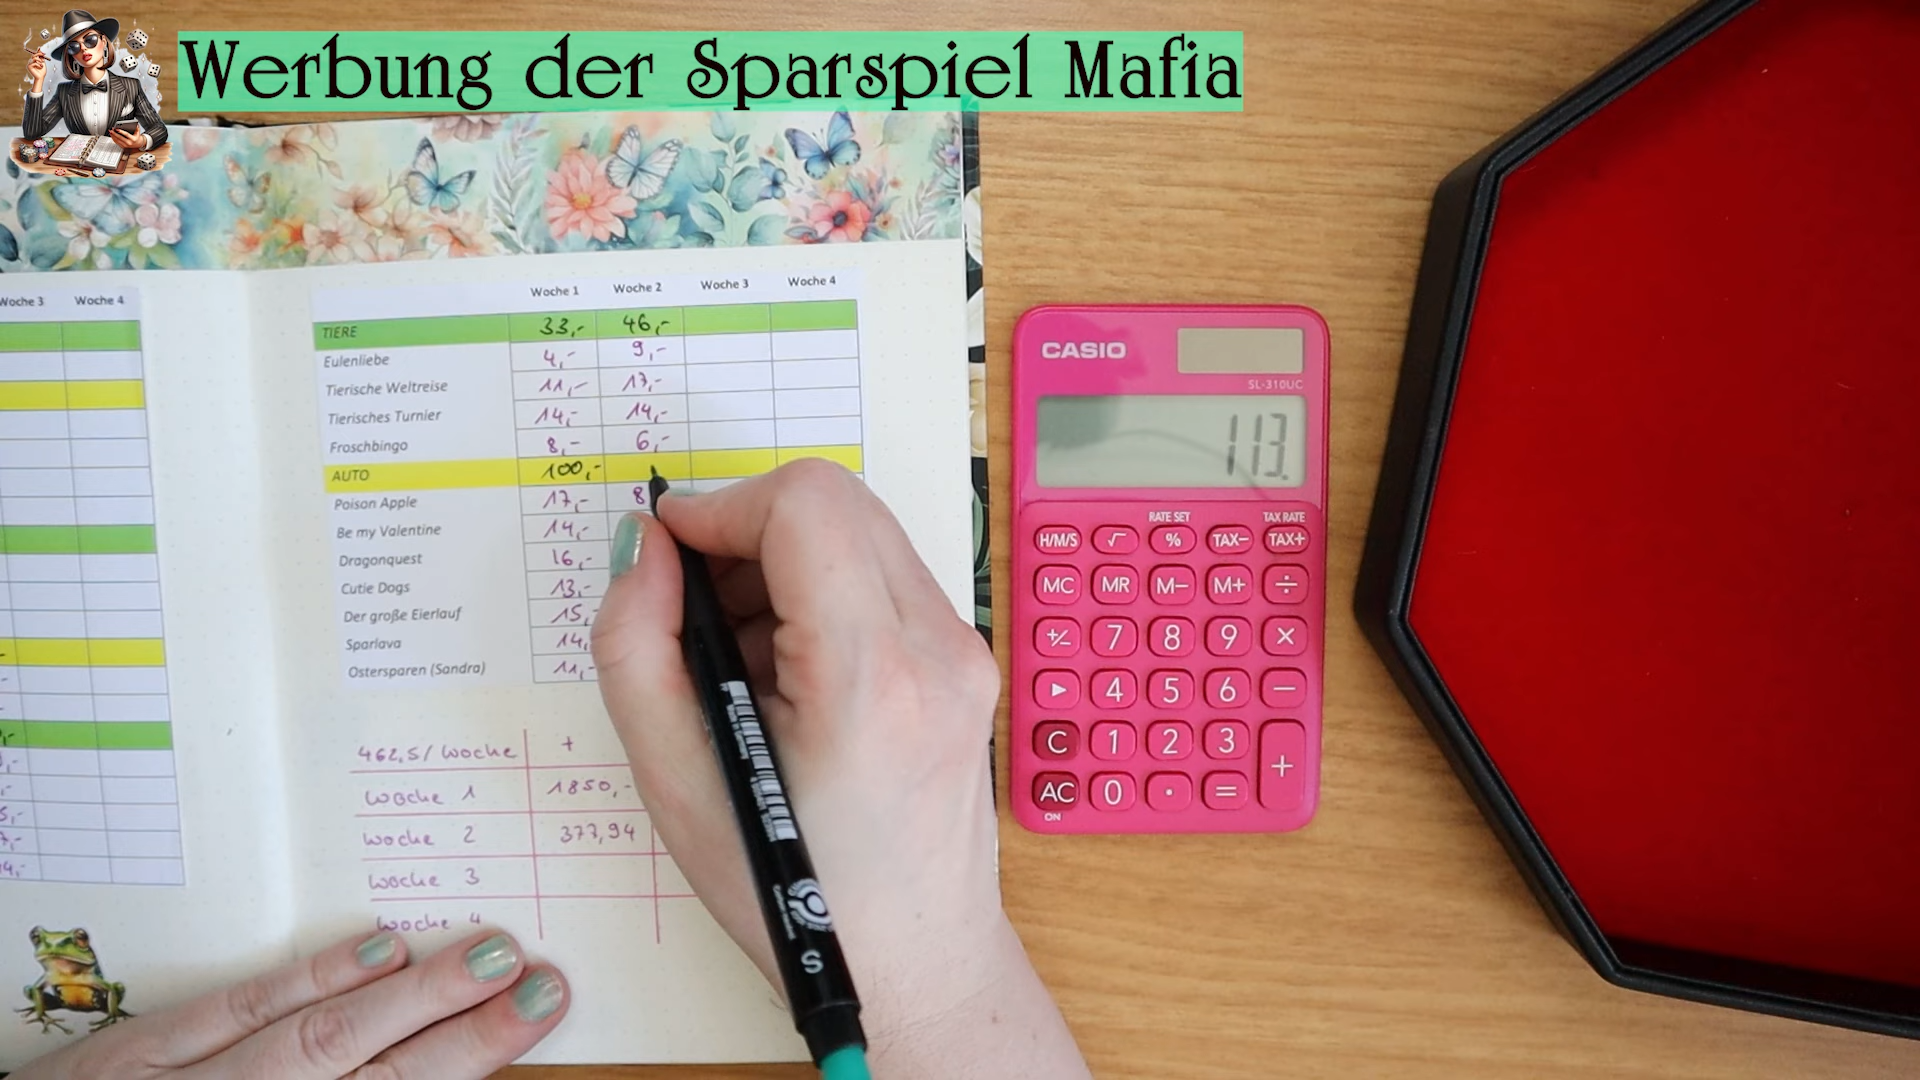 Werbung der Sparspiel Mafia
Woche 3 Woche 4
Woche 1 Woche 2 Woche 3 Woche 4
TIERE 33,- 46,-
Eulenliebe 4,- 9,-
Tierische Weltreise 11,- 17,-
Tierisches Turnier 14,- 14,-
Froschbingo 8,- 6,-
AUTO 100,-
Poison Apple 17,- 8
Be my Valentine 14,-
Dragonquest 16,-
Cutie Dogs 13,-
Der große Eierlauf 15,-
Sparlava 14,-
Ostersparen (Sandra) 11,-
462,5/Woche +
Woche 1 1850,-
Woche 2 377,94
Woche 3
Woche 4
S
CASIO
SL-310UC
113.
RATE SET TAX RATE
H/M/S √ % TAX− TAX+
MC MR M− M+ ÷
+/− 7 8 9 ×
▶ 4 5 6 −
C 1 2 3 +
AC 0 · =
ON